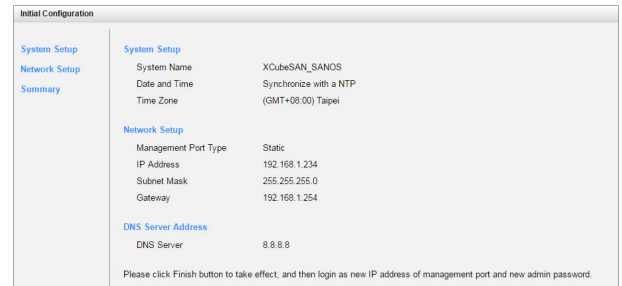 Initial Configuration
System Setup
Network Setup
Summary
System Setup
System Name XCubeSAN_SANOS
Date and Time Synchronize with a NTP
Time Zone (GMT+08:00) Taipei
Network Setup
Management Port Type Static
IP Address 192.168.1.234
Subnet Mask 255.255.255.0
Gateway 192.168.1.254
DNS Server Address
DNS Server 8.8.8.8
Please click Finish button to take effect, and then login as new IP address of management port and new admin password.